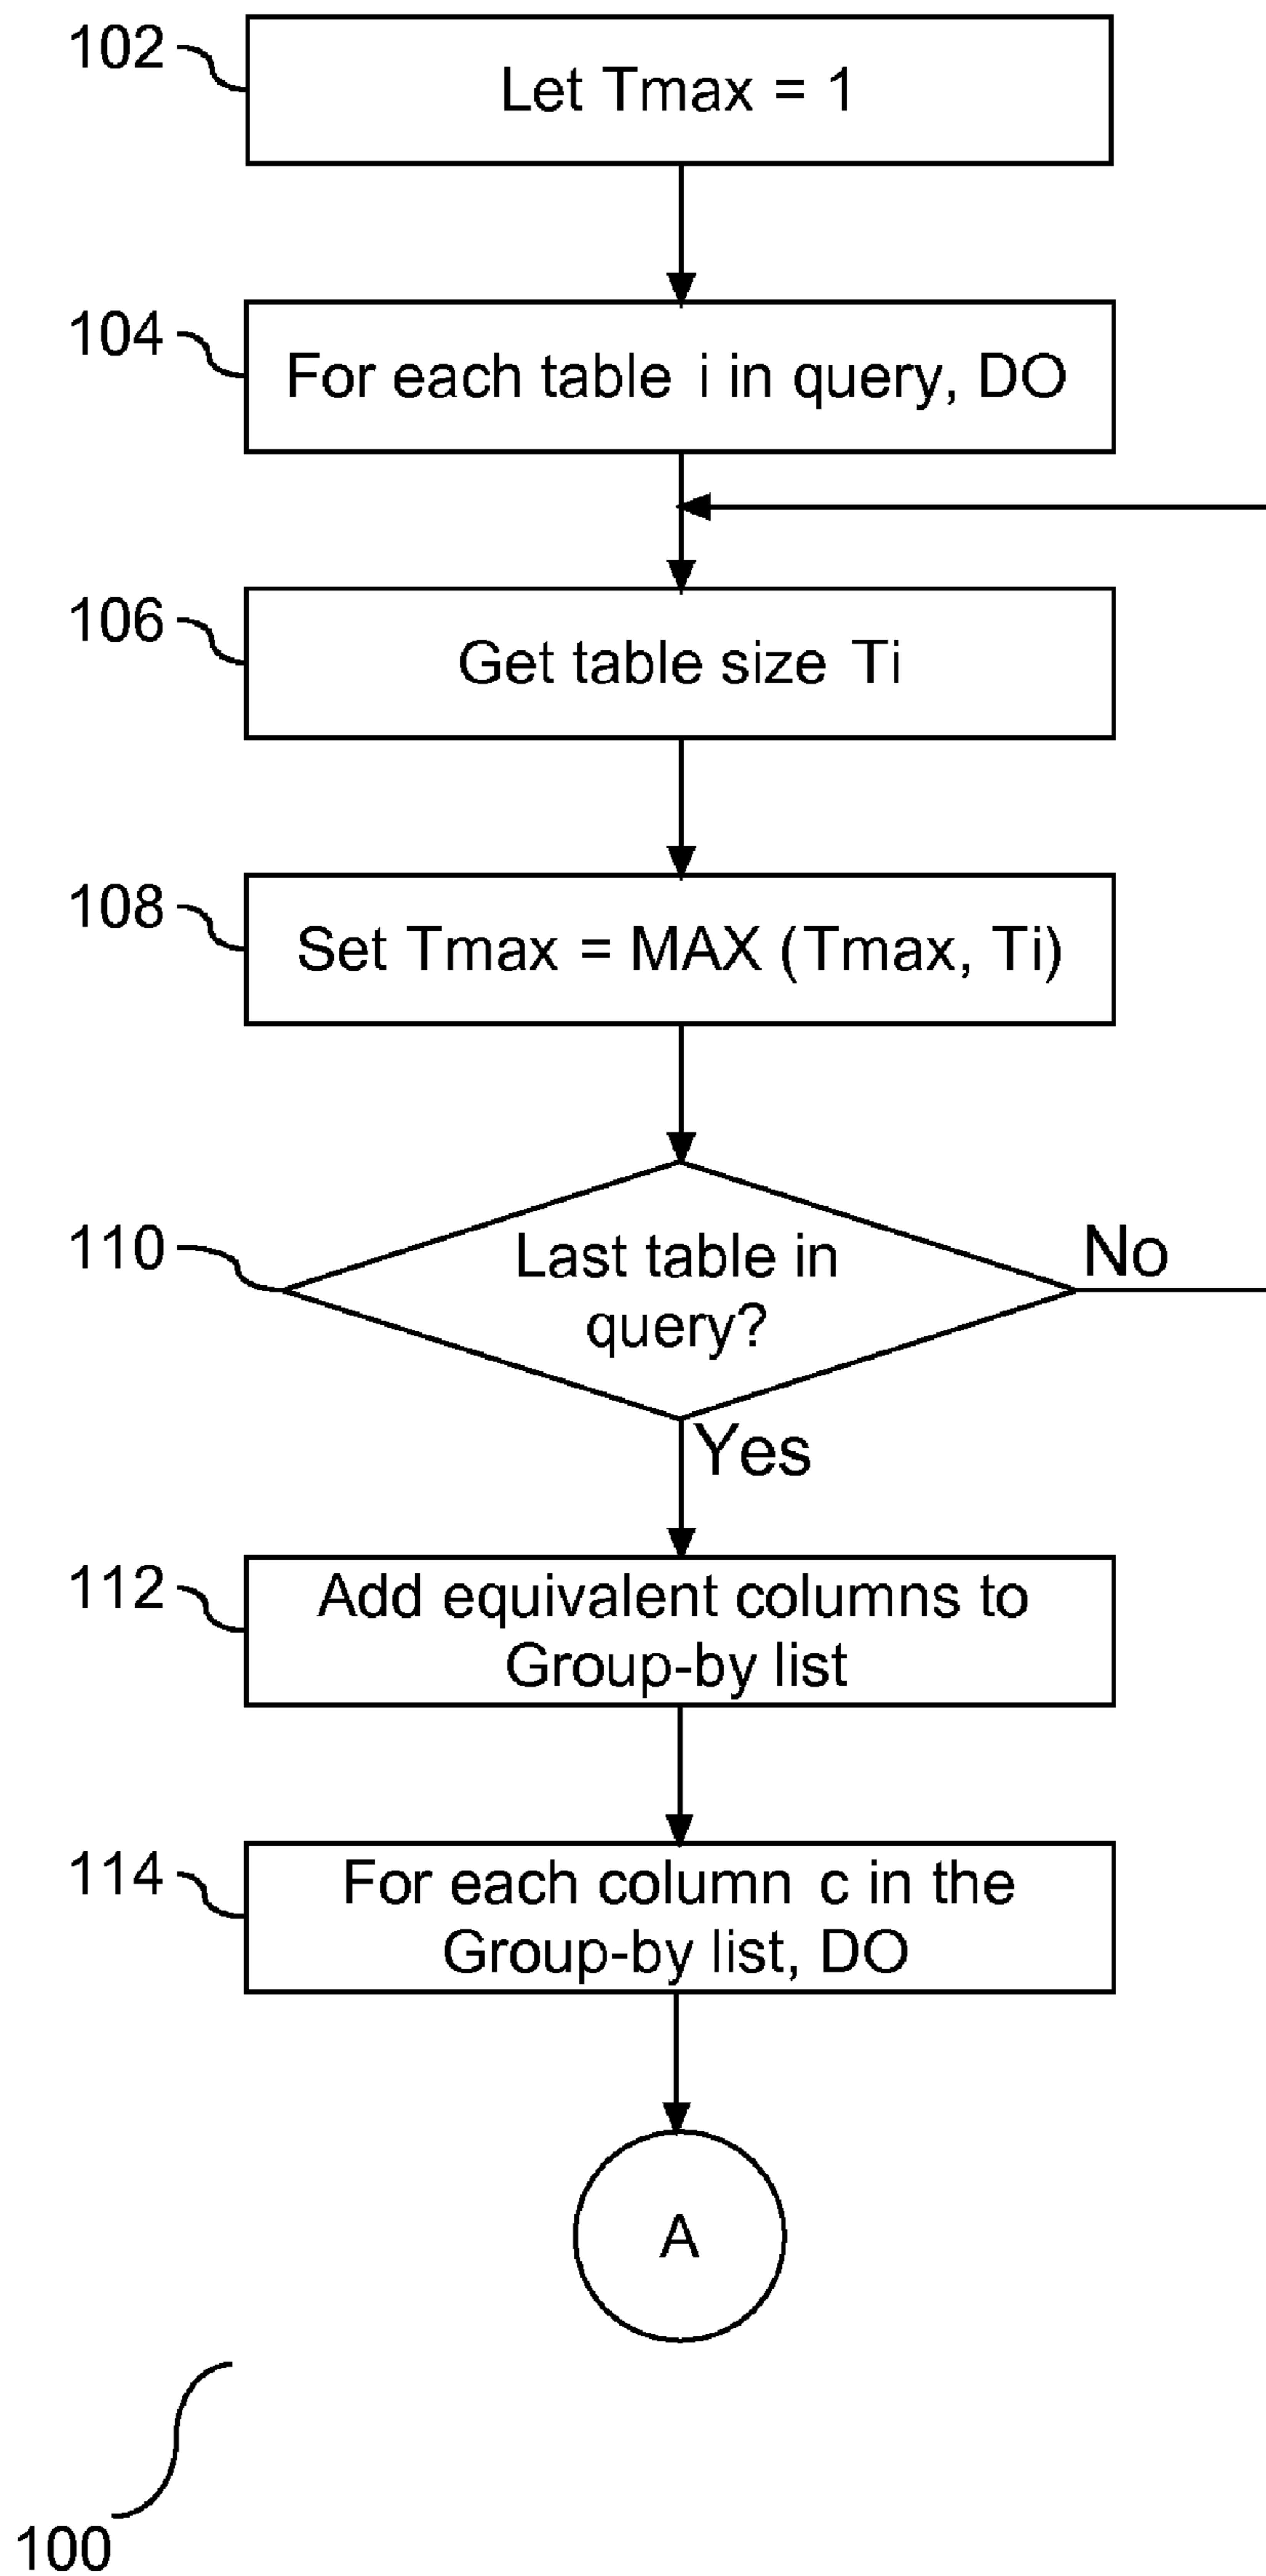 102
Let Tmax = 1
104
For each table i in query, DO
106
Get table size Ti
108
Set Tmax = MAX (Tmax, Ti)
110
Last table in
query?
No
Yes
112
Add equivalent columns to
Group-by list
114
For each column c in the
Group-by list, DO
A
100